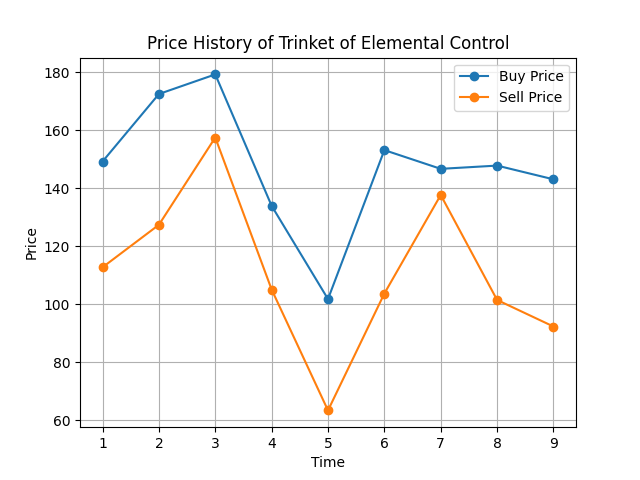 Price History of Trinket of Elemental Control
Buy Price
Sell Price
Price
180
160
140
120
100
80
60
1 2 3 4 5 6 7 8 9
Time